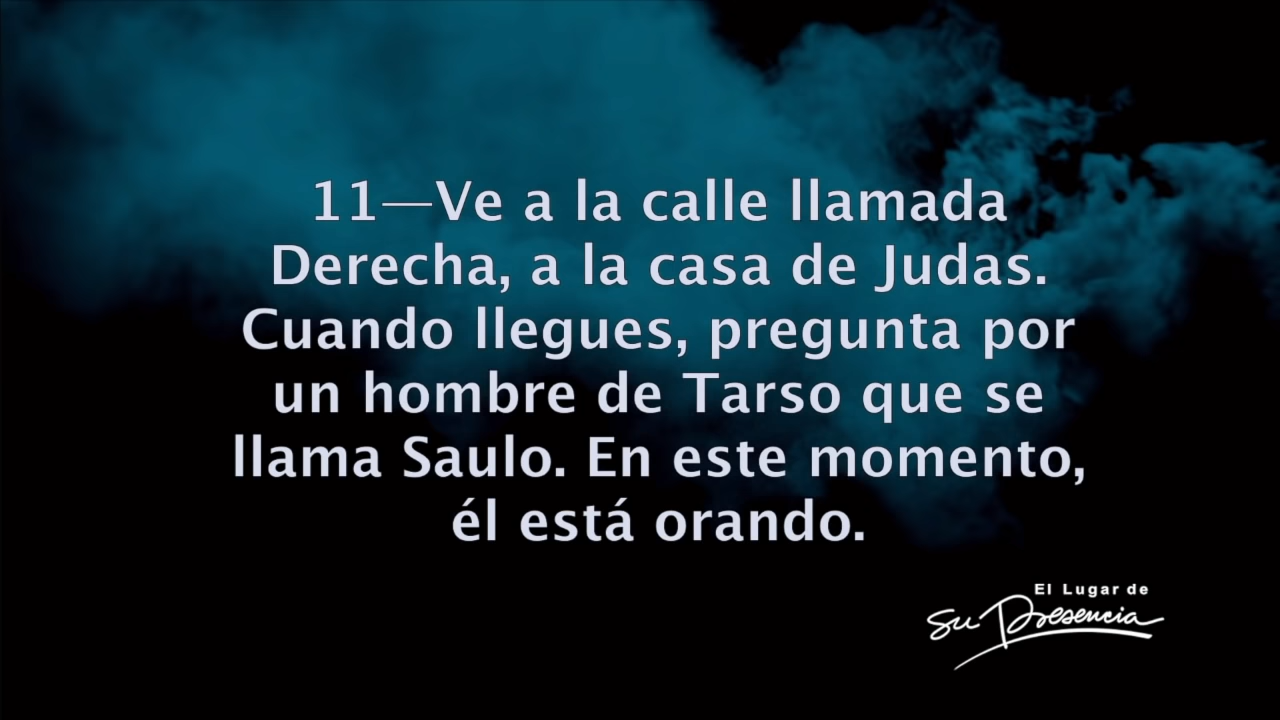 11—Ve a la calle llamada
Derecha, a la casa de Judas.
Cuando llegues, pregunta por
un hombre de Tarso que se
llama Saulo. En este momento,
él está orando.
El Lugar de
Su Presencia